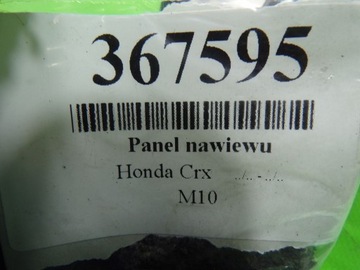 367595
Panel nawiewu
Honda Crx ../.. - ../..
M10